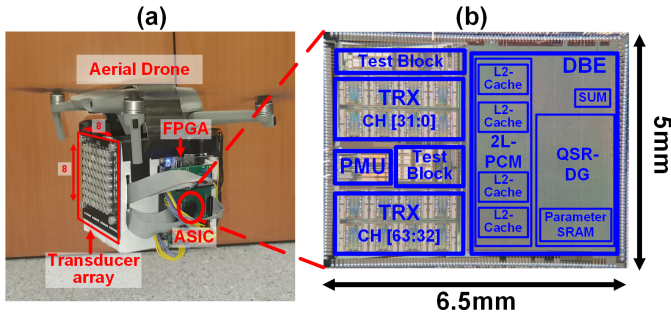 (a)
(b)
Aerial Drone
FPGA
8
8
ASIC
Transducer
array
Test Block
TRX
CH [31:0]
PMU
Test
Block
TRX
CH [63:32]
L2-
Cache
L2-
Cache
2L-
PCM
L2-
Cache
L2-
Cache
DBE
SUM
QSR-
DG
Parameter
SRAM
5mm
6.5mm